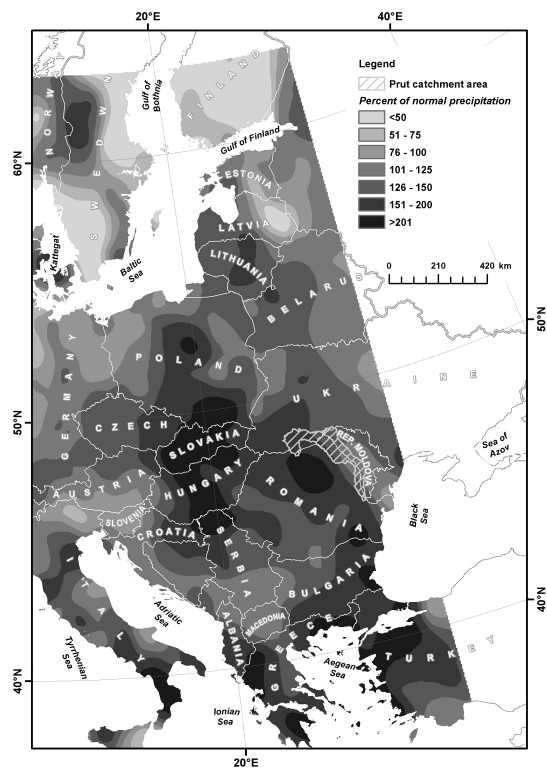 20°E
40°E
Legend
Prut catchment area
Percent of normal precipitation
<50
51 - 75
76 - 100
101 - 125
126 - 150
151 - 200
>201
0 210 420 km
60°N
50°N
40°N
50°N
40°N
20°E
NORWAY
SWEDWN
Gulf of
Bothnia
FINLAND
Gulf of Finland
ESTONIA
LATVIA
LITHUANIA
Kattegat
Baltic
Sea
BELARUS
GERMANY
POLAND
UKRAINE
CZECH
SLOVAKIA
REP. MOLDOVA
Sea of
Azov
AUSTRIA
HUNGARY
ROMANIA
SLOVENIA
CROATIA
Black
Sea
SERBIA
ITALY
BULGARIA
Adriatic
Sea
MACEDONIA
ALBANIA
GREECE
Tyrrhenian
Sea
Aegean
Sea
TURKEY
Ionian
Sea